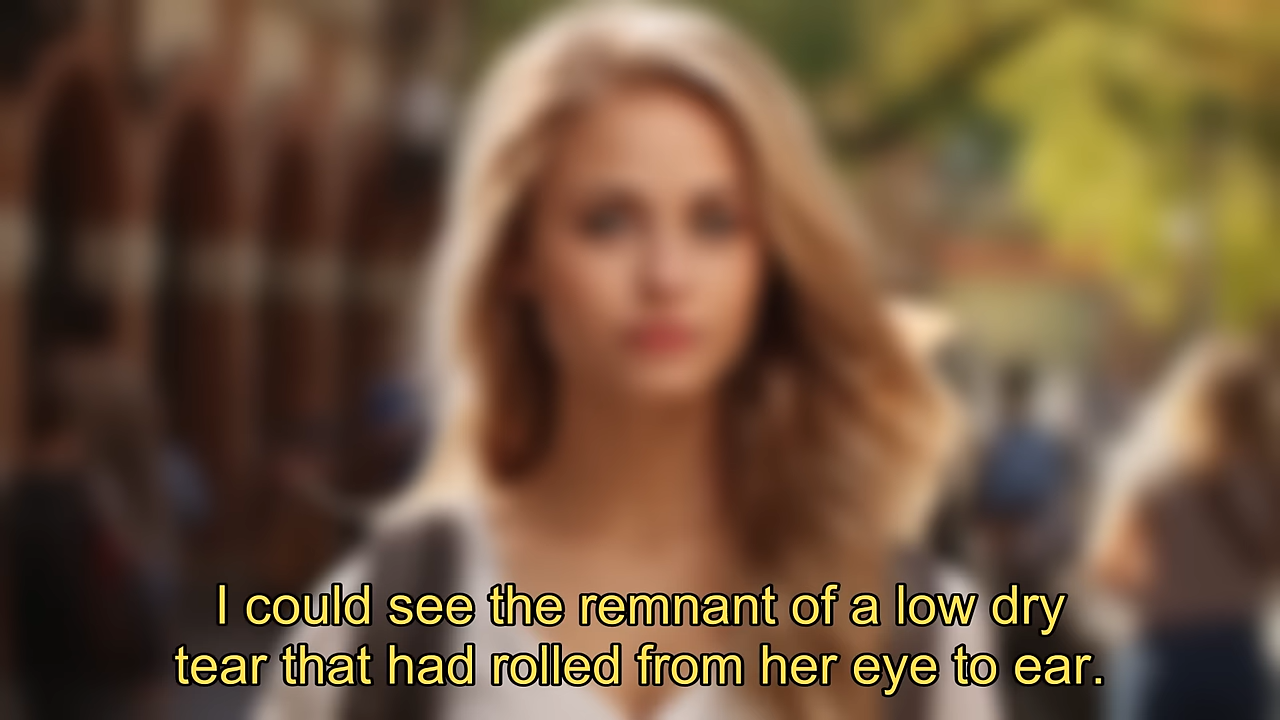 I could see the remnant of a low dry
tear that had rolled from her eye to ear.